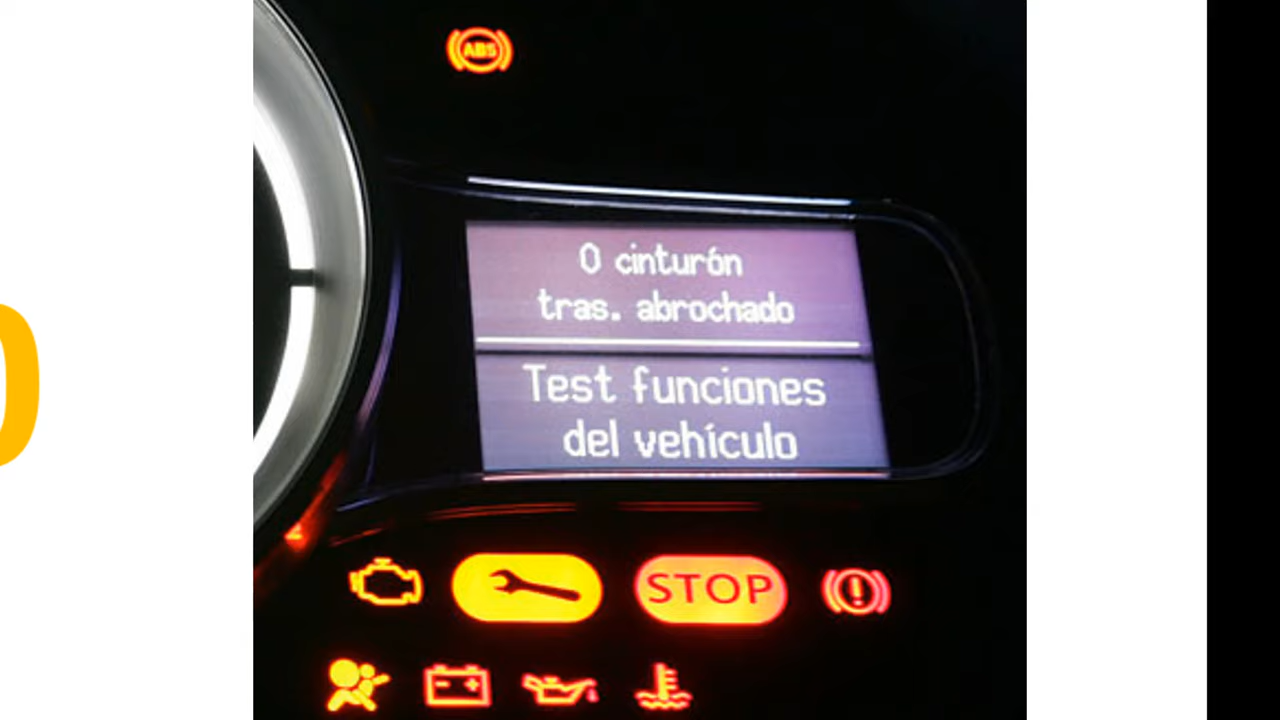 ABS
0 cinturón
tras. abrochado
Test funciones
del vehículo
STOP